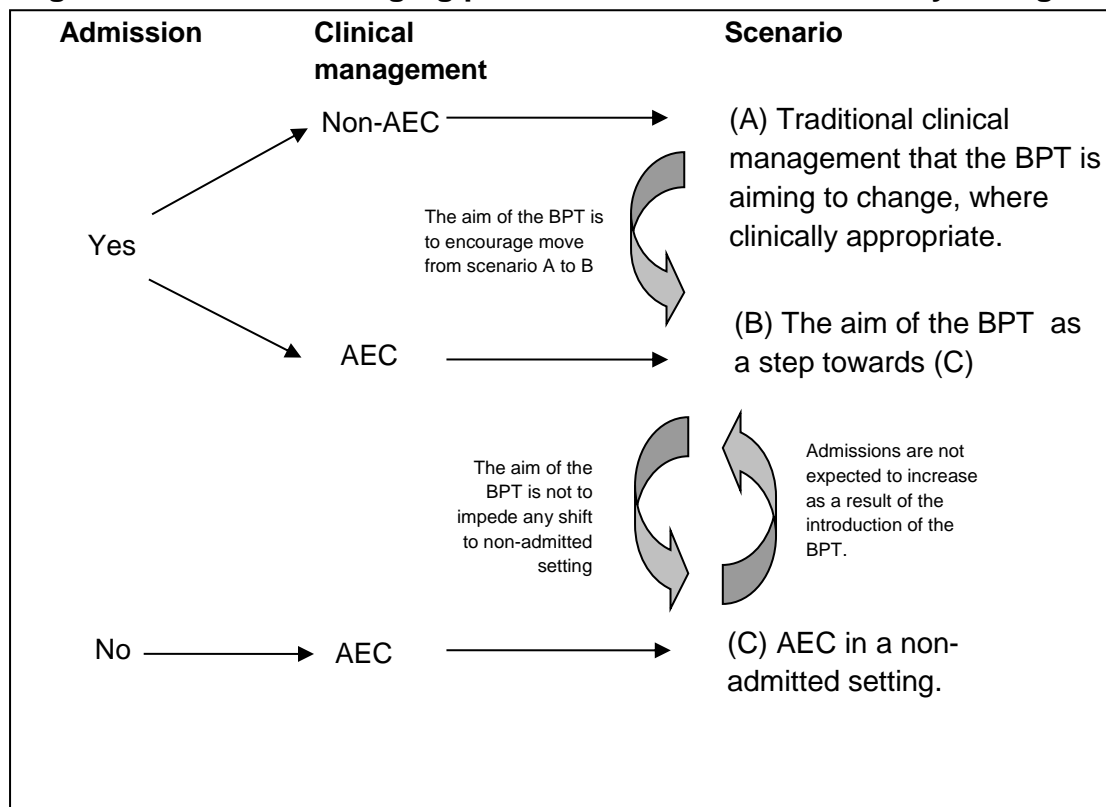 Admission
Clinical
management
Scenario
Non-AEC
(A) Traditional clinical
management that the BPT is
aiming to change, where
clinically appropriate.
The aim of the BPT is
to encourage move
from scenario A to B
Yes
AEC
(B) The aim of the BPT as
a step towards (C)
The aim of the
BPT is not to
impede any shift
to non-admitted
setting
Admissions are not
expected to increase
as a result of the
introduction of the
BPT.
No
AEC
(C) AEC in a non-
admitted setting.